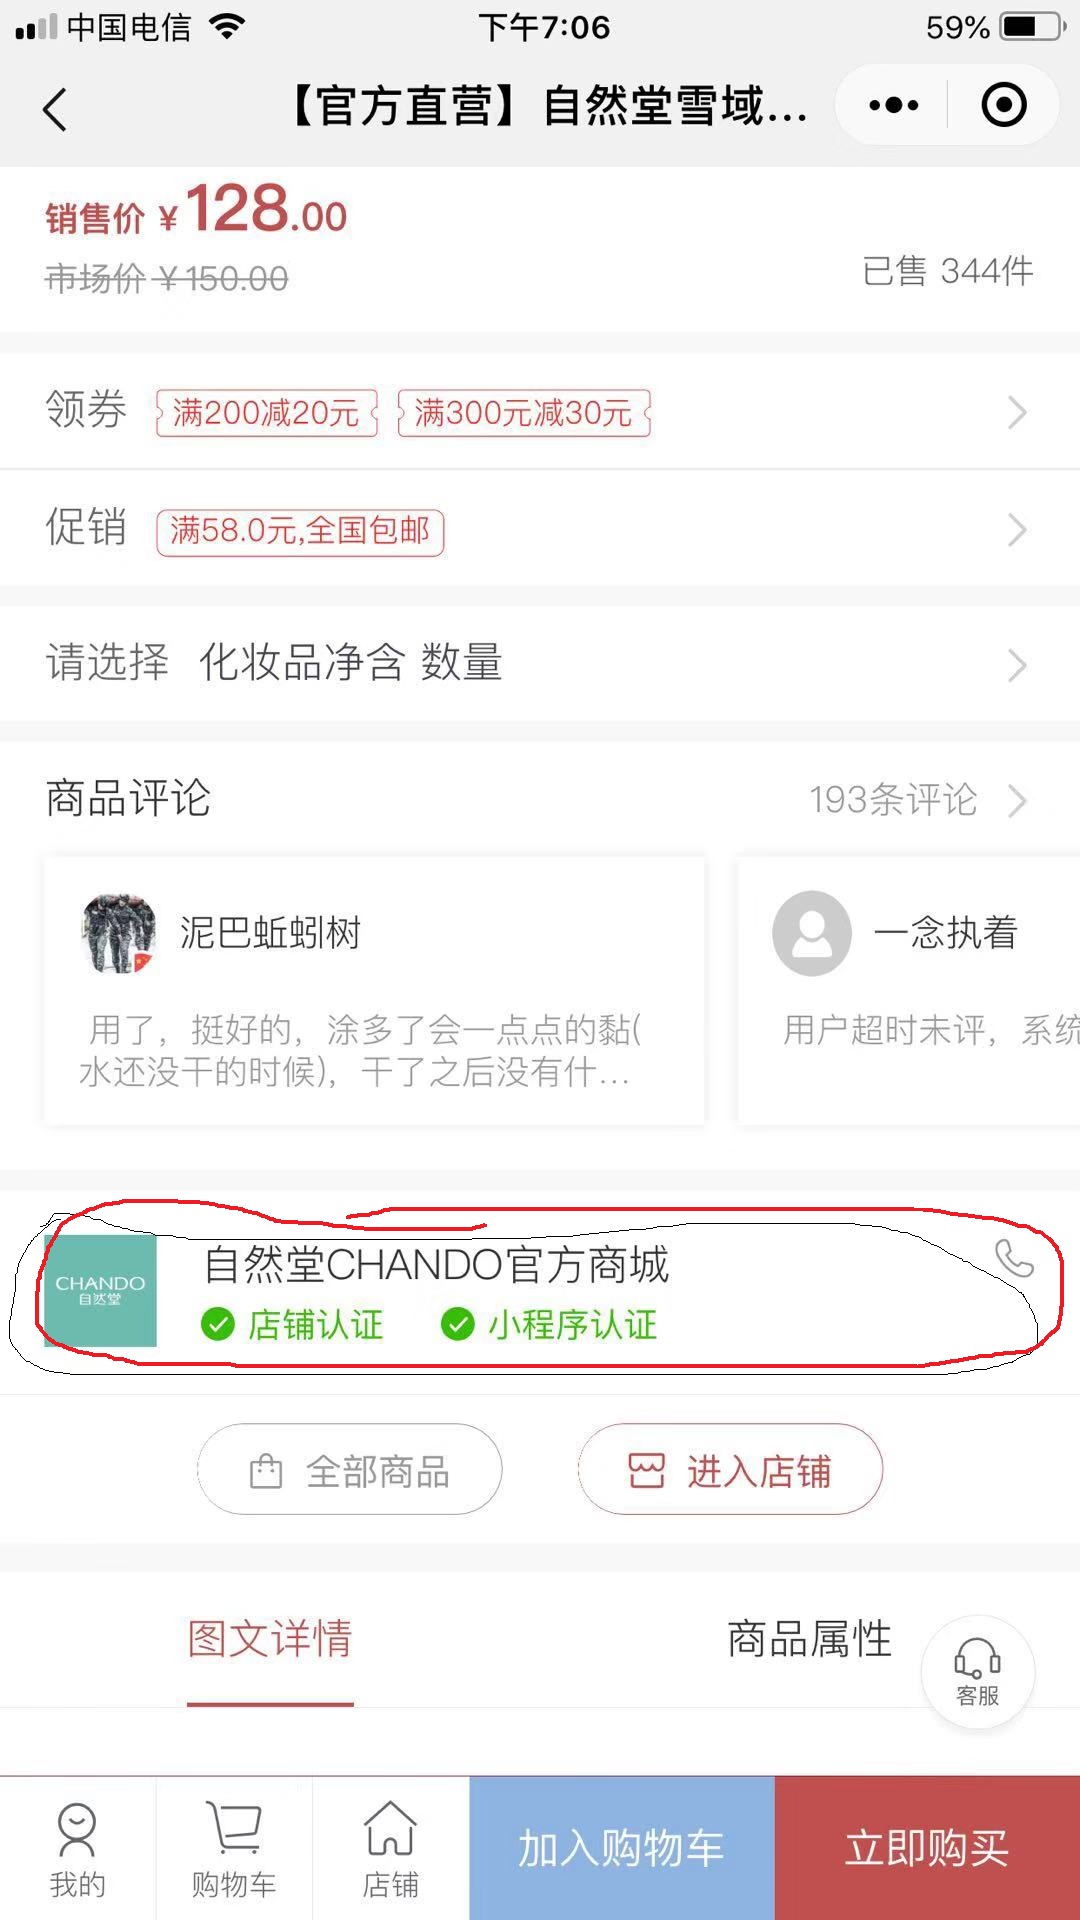 中国电信
下午7:06
59%
【官方直营】自然堂雪域...
销售价 ¥128.00
市场价 ¥150.00
已售 344件
领券
满200减20元
满300元减30元
促销
满58.0元,全国包邮
请选择 化妆品净含 数量
商品评论
193条评论
泥巴蚯蚓树
用了，挺好的，涂多了会一点点的黏(
水还没干的时候)，干了之后没有什...
一念执着
用户超时未评，系统
CHANDO
自然堂
自然堂CHANDO官方商城
店铺认证
小程序认证
全部商品
进入店铺
图文详情
商品属性
客服
我的
购物车
店铺
加入购物车
立即购买